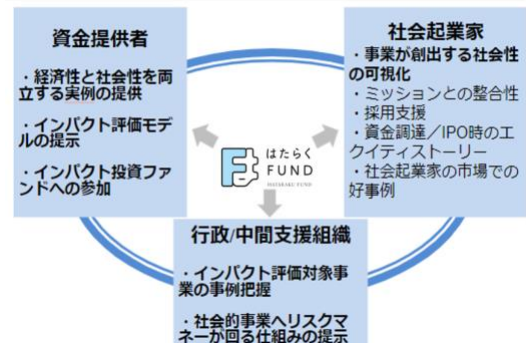 資金提供者
・経済性と社会性を両
立する実例の提供
・インパクト評価モデ
ルの提示
・インパクト投資ファ
ンドへの参加
社会起業家
・事業が創出する社会性
の可視化
・ミッションとの整合性
・採用支援
・資金調達／IPO時のエ
クイティストーリー
・社会起業家の市場での
好事例
はたらく
FUND
HATARAKU FUND
行政/中間支援組織
・インパクト評価対象事
業の事例把握
・社会的事業へリスクマ
ネーが回る仕組みの提示